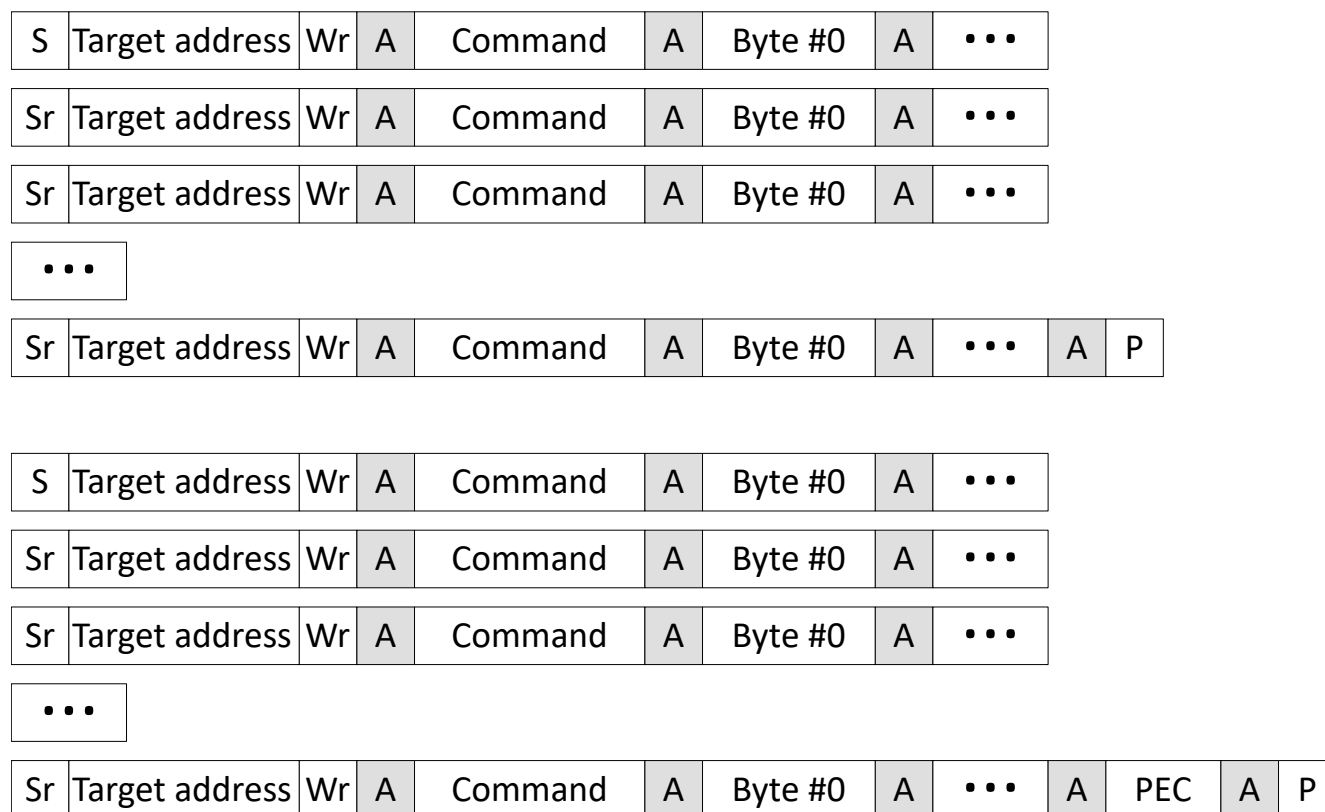 S Target address Wr A Command A Byte #0 A •••
Sr Target address Wr A Command A Byte #0 A •••
Sr Target address Wr A Command A Byte #0 A •••
•••
Sr Target address Wr A Command A Byte #0 A ••• A P
S Target address Wr A Command A Byte #0 A •••
Sr Target address Wr A Command A Byte #0 A •••
Sr Target address Wr A Command A Byte #0 A •••
•••
Sr Target address Wr A Command A Byte #0 A ••• A PEC A P